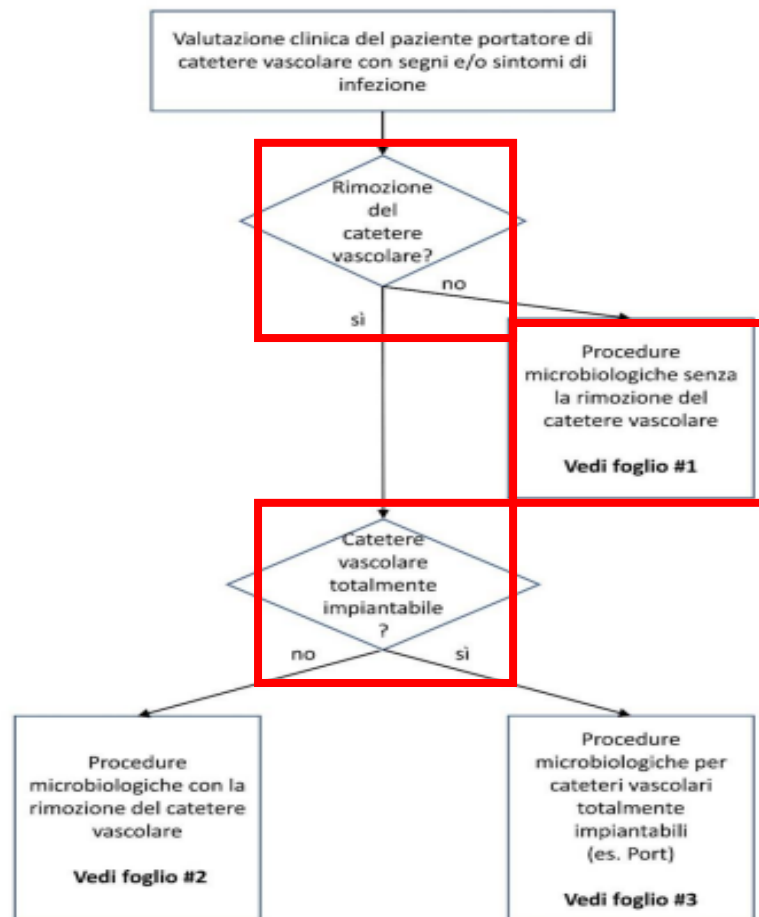 Valutazione clinica del paziente portatore di
catetere vascolare con segni e/o sintomi di
infezione
Rimozione
del
catetere
vascolare?
no
sì
Procedure
microbiologiche senza
la rimozione del
catetere vascolare
Vedi foglio #1
Catetere
vascolare
totalmente
impiantabile
?
no
sì
Procedure
microbiologiche con la
rimozione del catetere
vascolare
Vedi foglio #2
Procedure
microbiologiche per
cateteri vascolari
totalmente
impiantabili
(es. Port)
Vedi foglio #3